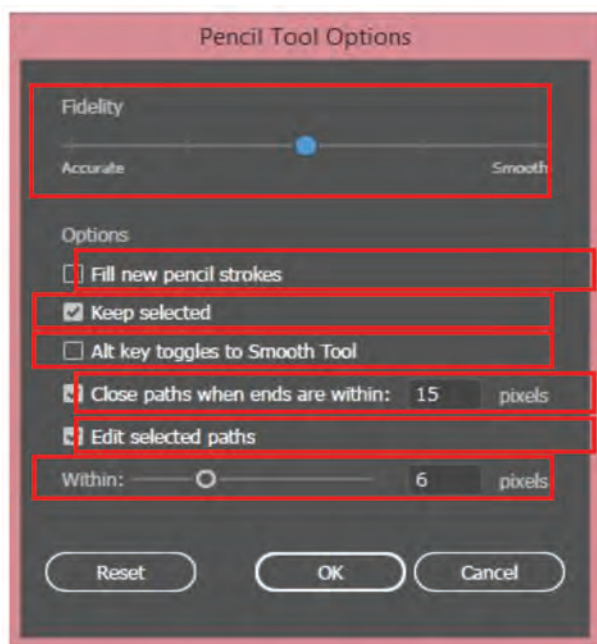 Pencil Tool Options
Fidelity
Accurate Smooth
Options
Fill new pencil strokes
Keep selected
Alt key toggles to Smooth Tool
Close paths when ends are within: 15 pixels
Edit selected paths
Within: 6 pixels
Reset OK Cancel